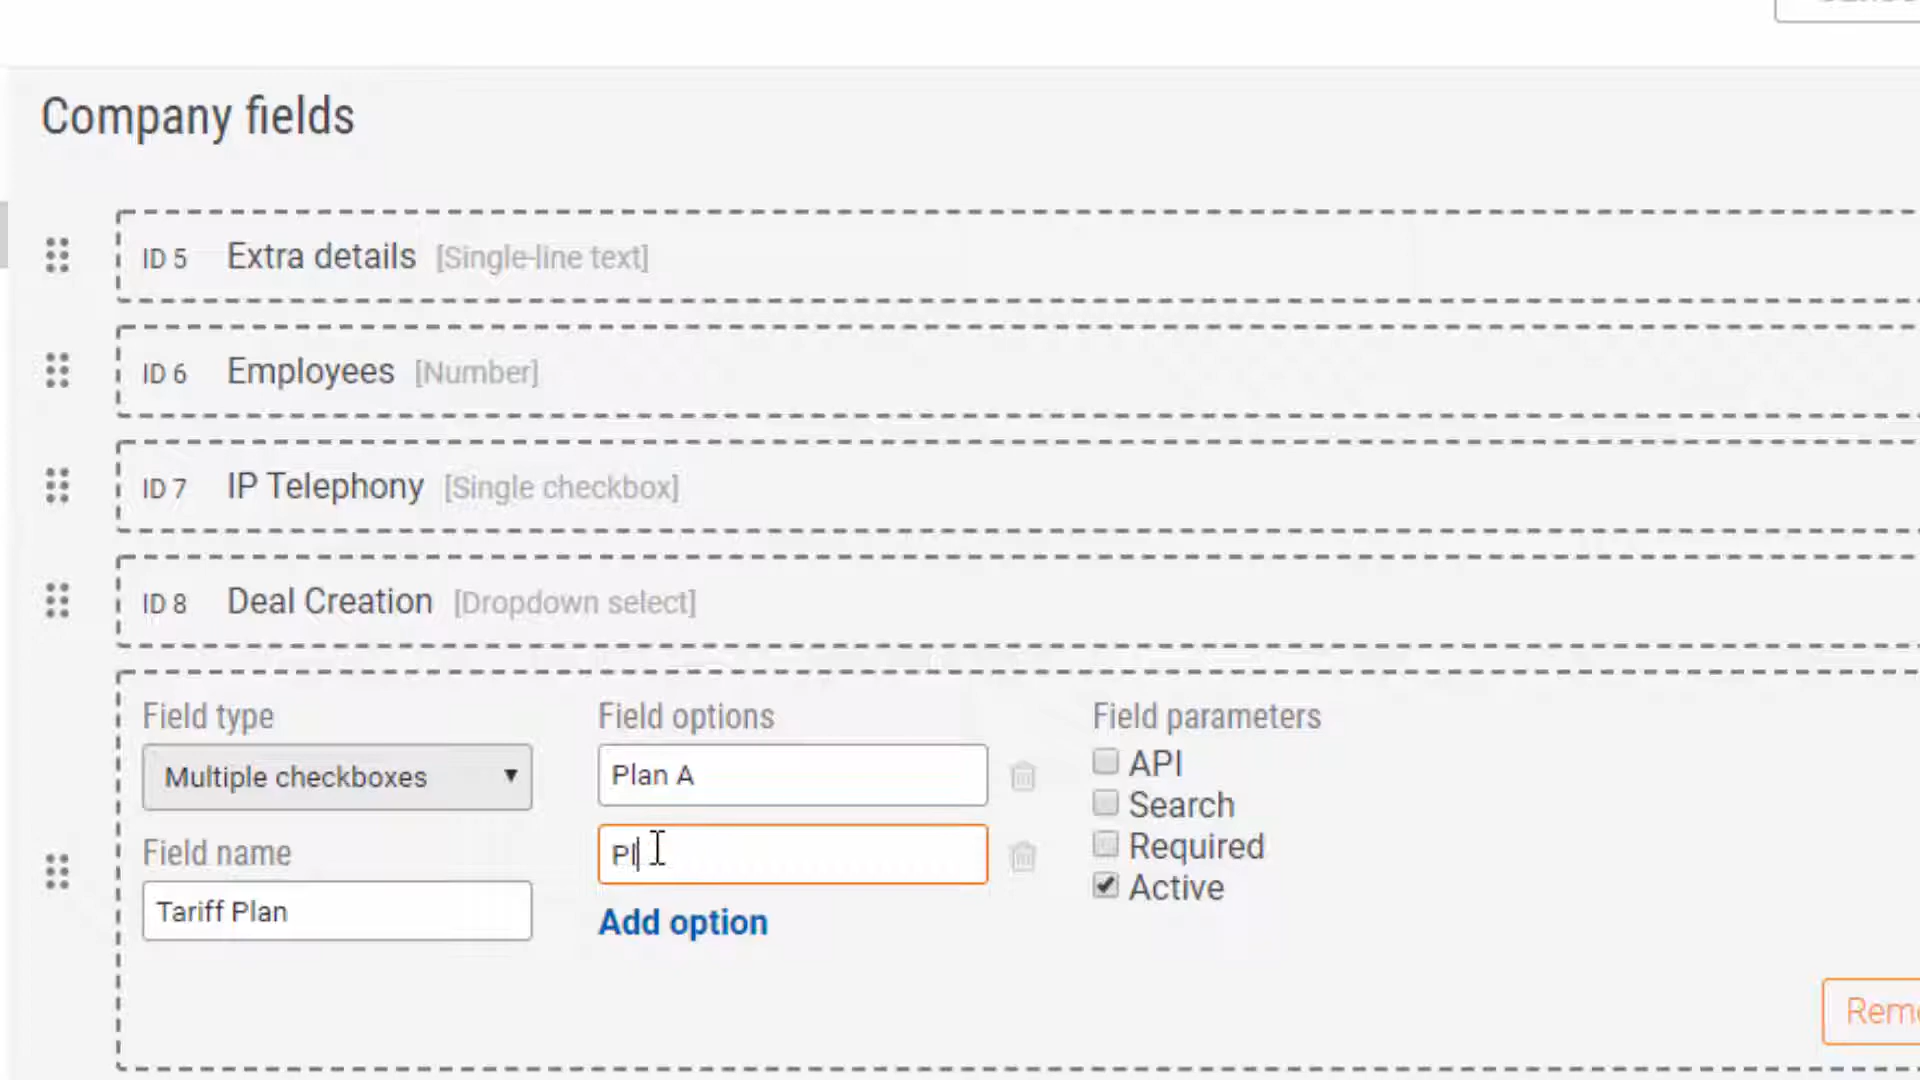 Company fields
ID 5 Extra details [Single-line text]
ID 6 Employees [Number]
ID 7 IP Telephony [Single checkbox]
ID 8 Deal Creation [Dropdown select]
Field type Field options Field parameters
Multiple checkboxes Plan A API
Search
Field name Pl Required
Tariff Plan Add option Active